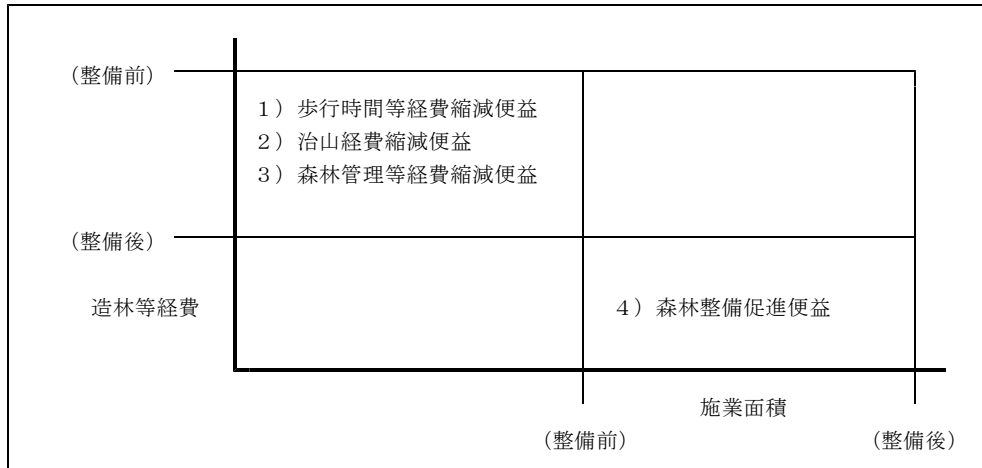 （整備前）
１）歩行時間等経費縮減便益
２）治山経費縮減便益
３）森林管理等経費縮減便益
（整備後）
造林等経費
４）森林整備促進便益
施業面積
（整備前）
（整備後）